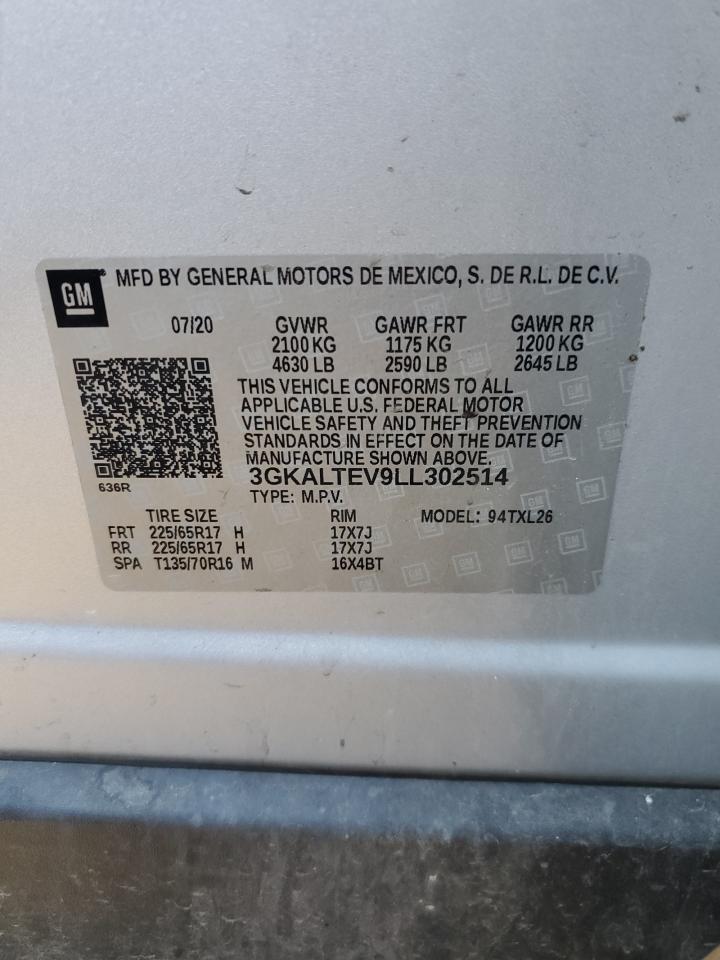 GM® MFD BY GENERAL MOTORS DE MEXICO, S. DE R.L. DE C.V.
07/20 GVWR GAWR FRT GAWR RR
2100 KG 1175 KG 1200 KG
4630 LB 2590 LB 2645 LB
THIS VEHICLE CONFORMS TO ALL
APPLICABLE U.S. FEDERAL MOTOR
VEHICLE SAFETY AND THEFT PREVENTION
STANDARDS IN EFFECT ON THE DATE OF
MANUFACTURE SHOWN ABOVE.
636R 3GKALTEV9LL302514
TYPE: M.P.V.
TIRE SIZE RIM MODEL: 94TXL26
FRT 225/65R17 H 17X7J
RR 225/65R17 H 17X7J
SPA T135/70R16 M 16X4BT